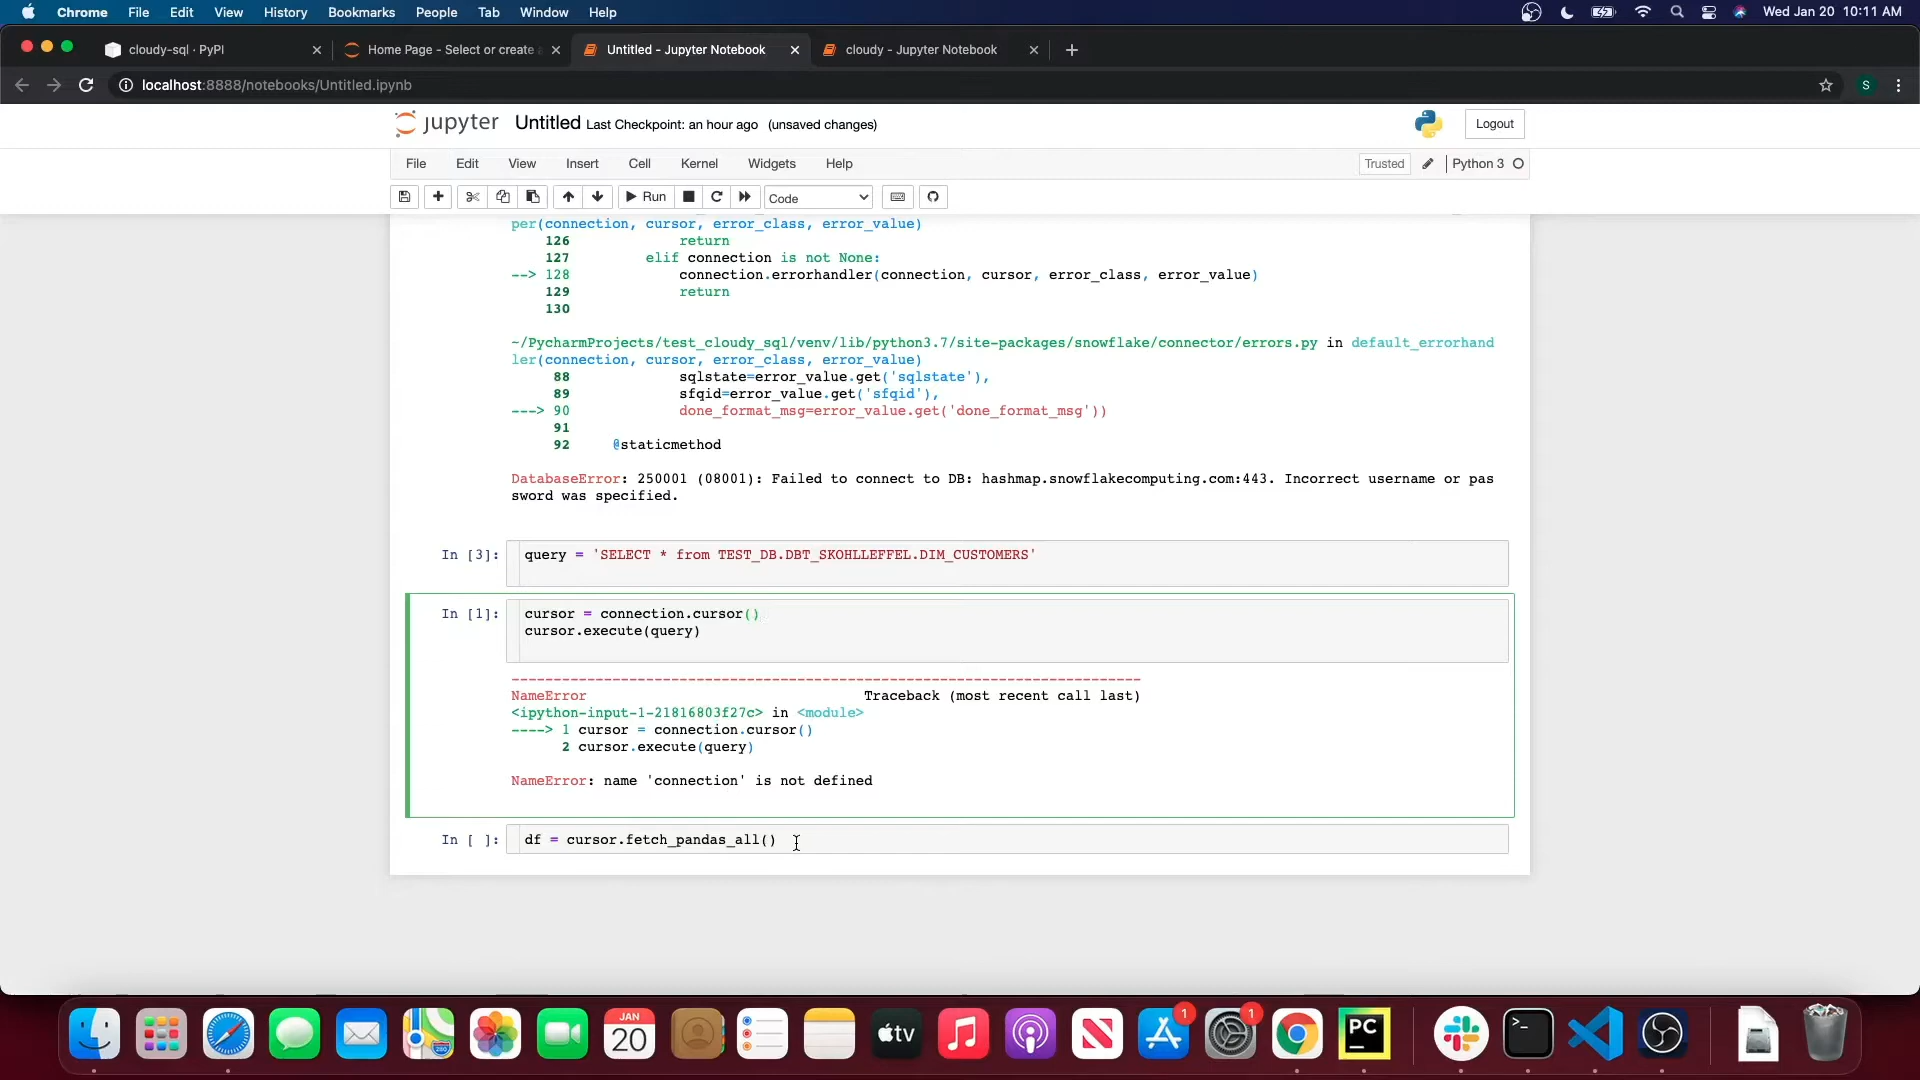 Chrome File Edit View History Bookmarks People Tab Window Help Wed Jan 20 10:11 AM
cloudy-sql · PyPI
Home Page - Select or create a
Untitled - Jupyter Notebook
cloudy - Jupyter Notebook
localhost:8888/notebooks/Untitled.ipynb
S
jupyter Untitled Last Checkpoint: an hour ago (unsaved changes)
Logout
File Edit View Insert Cell Kernel Widgets Help
Trusted Python 3
Run Code
per(connection, cursor, error_class, error_value)
126 return
127 elif connection is not None:
--> 128 connection.errorhandler(connection, cursor, error_class, error_value)
129 return
130
~/PycharmProjects/test_cloudy_sql/venv/lib/python3.7/site-packages/snowflake/connector/errors.py in default_errorhand
ler(connection, cursor, error_class, error_value)
88 sqlstate=error_value.get('sqlstate'),
89 sfqid=error_value.get('sfqid'),
---> 90 done_format_msg=error_value.get('done_format_msg'))
91
92 @staticmethod
DatabaseError: 250001 (08001): Failed to connect to DB: hashmap.snowflakecomputing.com:443. Incorrect username or pas
sword was specified.
In [3]: query = 'SELECT * from TEST_DB.DBT_SKOHLLEFFEL.DIM_CUSTOMERS'
In [1]: cursor = connection.cursor()
cursor.execute(query)
---------------------------------------------------------------------------
NameError Traceback (most recent call last)
<ipython-input-1-21816803f27c> in <module>
----> 1 cursor = connection.cursor()
2 cursor.execute(query)
NameError: name 'connection' is not defined
In [ ]: df = cursor.fetch_pandas_all()
JAN
20
tv
1
1
PC
>_